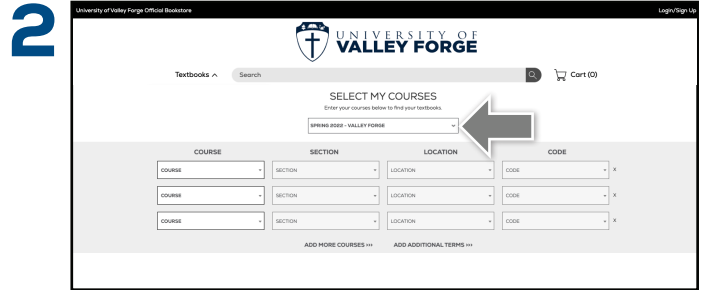 2
University of Valley Forge Official Bookstore
Login/Sign Up
UNIVERSITY OF
VALLEY FORGE
Textbooks
Search
Cart (0)
SELECT MY COURSES
Enter your courses below to find your textbooks.
SPRING 2022 - VALLEY FORGE
COURSE SECTION LOCATION CODE
COURSE SECTION LOCATION CODE X
COURSE SECTION LOCATION CODE X
COURSE SECTION LOCATION CODE X
ADD MORE COURSES >>> ADD ADDITIONAL TERMS >>>